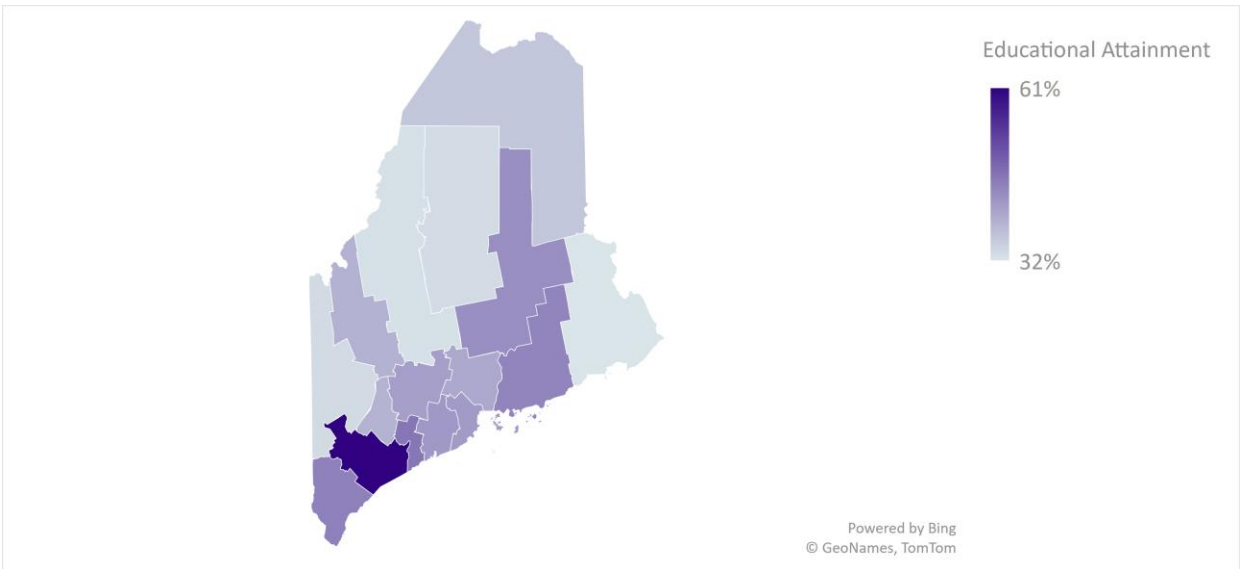 Educational Attainment
61%
32%
Powered by Bing
© GeoNames, TomTom